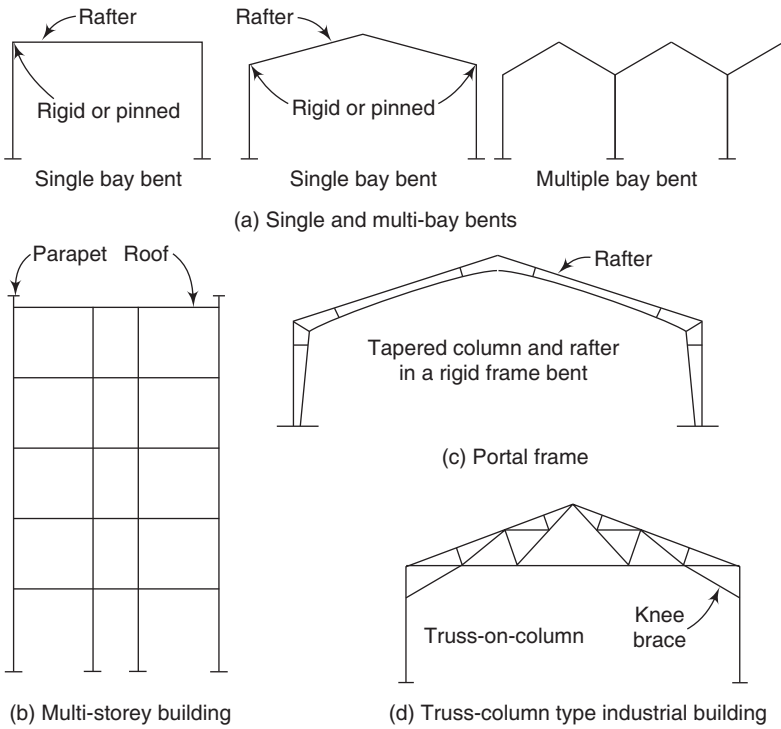 Rafter
Rigid or pinned
Single bay bent
Rafter
Rigid or pinned
Single bay bent
Multiple bay bent
(a) Single and multi-bay bents
Parapet
Roof
(b) Multi-storey building
Rafter
Tapered column and rafter
in a rigid frame bent
(c) Portal frame
Truss-on-column
Knee
brace
(d) Truss-column type industrial building